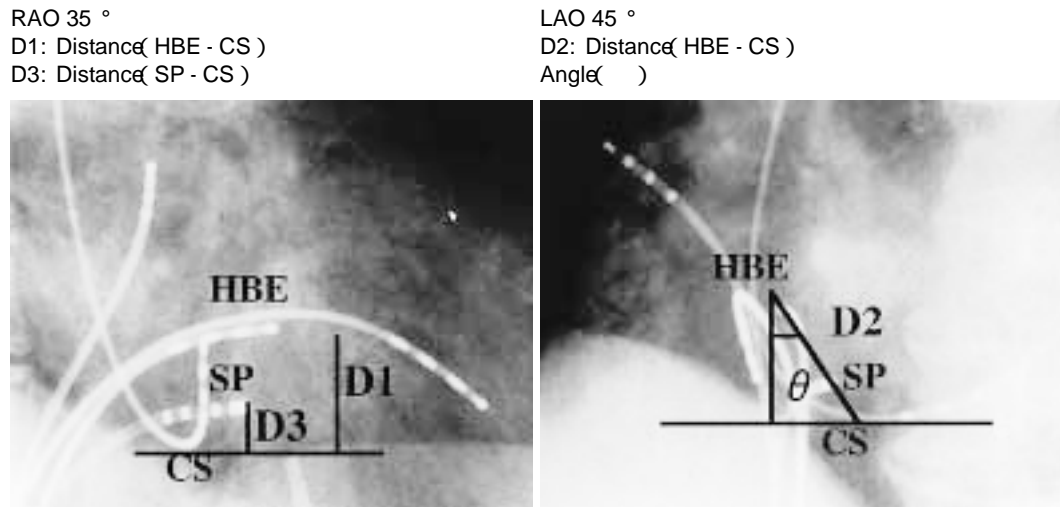 RAO 35 °
D1: Distance( HBE - CS )
D3: Distance( SP - CS )
LAO 45 °
D2: Distance( HBE - CS )
Angle( )
HBE
SP
D1
D3
CS
HBE
D2
SP
θ
CS